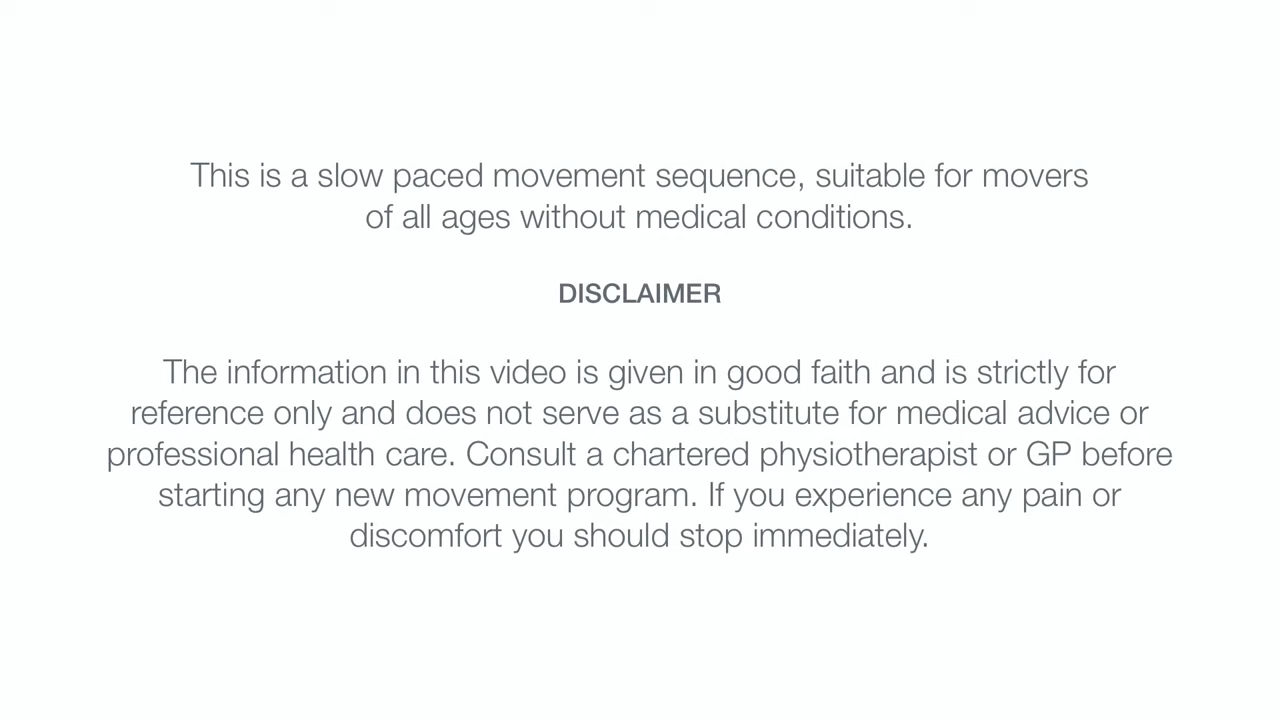 This is a slow paced movement sequence, suitable for movers
of all ages without medical conditions.
DISCLAIMER
The information in this video is given in good faith and is strictly for
reference only and does not serve as a substitute for medical advice or
professional health care. Consult a chartered physiotherapist or GP before
starting any new movement program. If you experience any pain or
discomfort you should stop immediately.